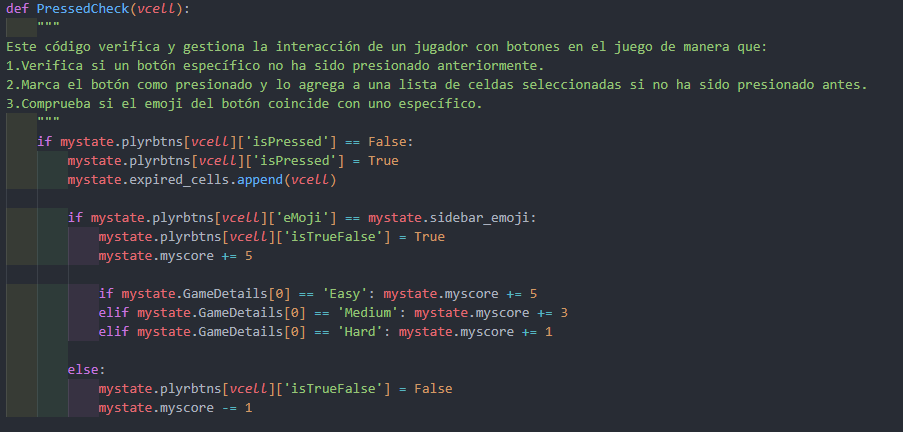 def PressedCheck(vcell):
    """
Este código verifica y gestiona la interacción de un jugador con botones en el juego de manera que:
1.Verifica si un botón específico no ha sido presionado anteriormente.
2.Marca el botón como presionado y lo agrega a una lista de celdas seleccionadas si no ha sido presionado antes.
3.Comprueba si el emoji del botón coincide con uno específico.
    """
    if mystate.plyrbtns[vcell]['isPressed'] == False:
        mystate.plyrbtns[vcell]['isPressed'] = True
        mystate.expired_cells.append(vcell)

        if mystate.plyrbtns[vcell]['eMoji'] == mystate.sidebar_emoji:
            mystate.plyrbtns[vcell]['isTrueFalse'] = True
            mystate.myscore += 5

            if mystate.GameDetails[0] == 'Easy': mystate.myscore += 5
            elif mystate.GameDetails[0] == 'Medium': mystate.myscore += 3
            elif mystate.GameDetails[0] == 'Hard': mystate.myscore += 1

        else:
            mystate.plyrbtns[vcell]['isTrueFalse'] = False
            mystate.myscore -= 1